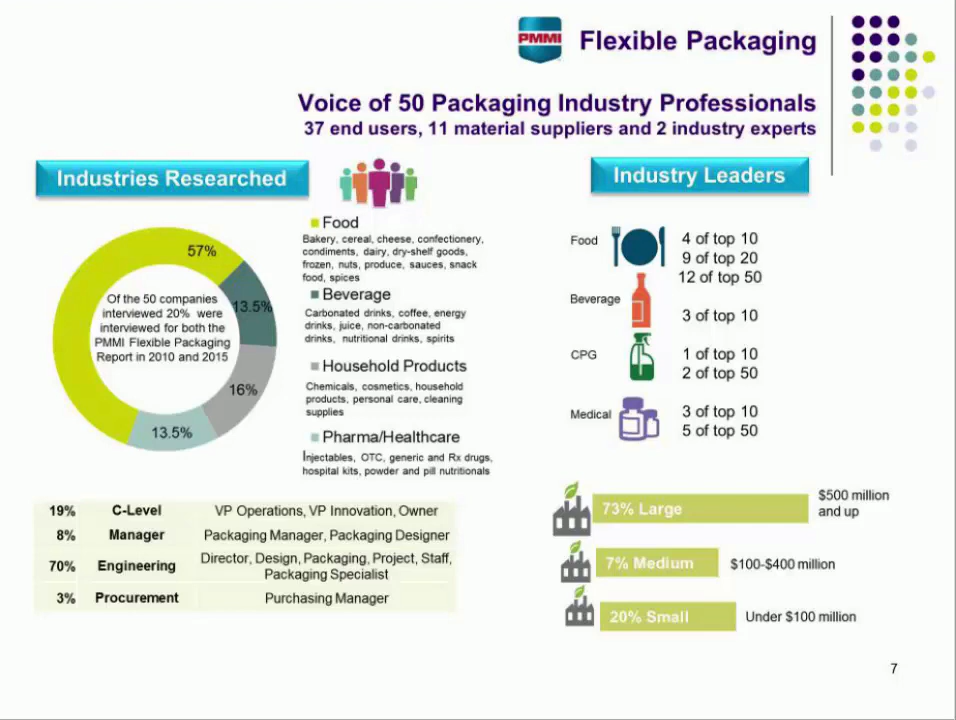 PMMI
Flexible Packaging
Voice of 50 Packaging Industry Professionals
37 end users, 11 material suppliers and 2 industry experts
Industries Researched
57%
13.5%
16%
13.5%
Of the 50 companies
interviewed 20% were
interviewed for both the
PMMI Flexible Packaging
Report in 2010 and 2015
Food
Bakery, cereal, cheese, confectionery,
condiments, dairy, dry-shelf goods,
frozen, nuts, produce, sauces, snack
food, spices
Beverage
Carbonated drinks, coffee, energy
drinks, juice, non-carbonated
drinks, nutritional drinks, spirits
Household Products
Chemicals, cosmetics, household
products, personal care, cleaning
supplies
Pharma/Healthcare
Injectables, OTC, generic and Rx drugs,
hospital kits, powder and pill nutritionals
Industry Leaders
Food
4 of top 10
9 of top 20
12 of top 50
Beverage
3 of top 10
CPG
1 of top 10
2 of top 50
Medical
3 of top 10
5 of top 50
19% C-Level VP Operations, VP Innovation, Owner
8% Manager Packaging Manager, Packaging Designer
70% Engineering Director, Design, Packaging, Project, Staff,
Packaging Specialist
3% Procurement Purchasing Manager
73% Large
$500 million
and up
7% Medium $100-$400 million
20% Small Under $100 million
7